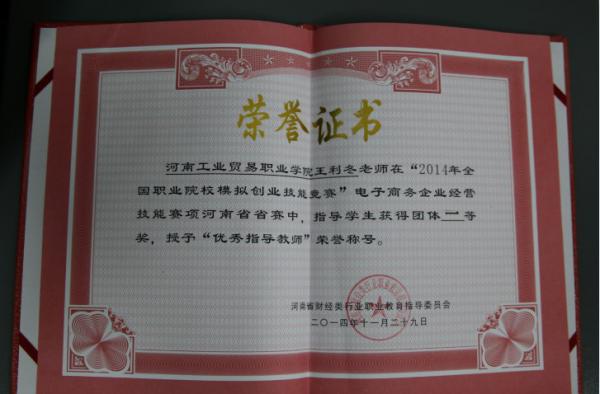 荣誉证书
河南工业贸易职业学院王利冬老师在“2014年全
国职业院校模拟创业技能竞赛”电子商务企业经营
技能赛项河南省省赛中，指导学生获得团体一等
奖，授予“优秀指导教师”荣誉称号。
河南省财经类行业职业教育指导委员会
二〇一四年十一月二十九日